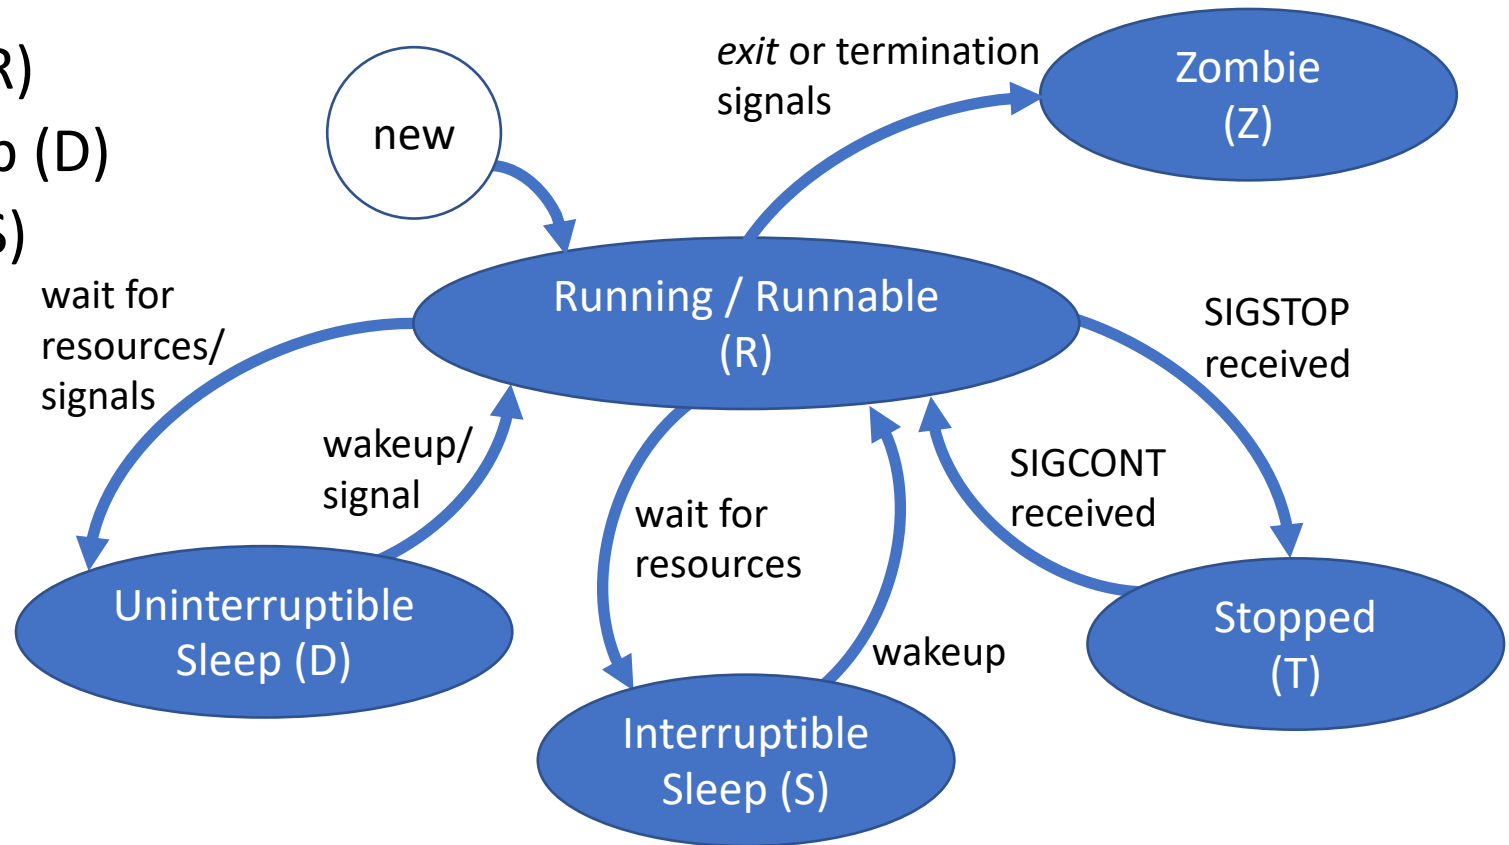 R)
p (D)
S)
new
exit or termination
signals
Zombie
(Z)
Running / Runnable
(R)
wait for
resources/
signals
SIGSTOP
received
wakeup/
signal
SIGCONT
received
wait for
resources
wakeup
Uninterruptible
Sleep (D)
Stopped
(T)
Interruptible
Sleep (S)